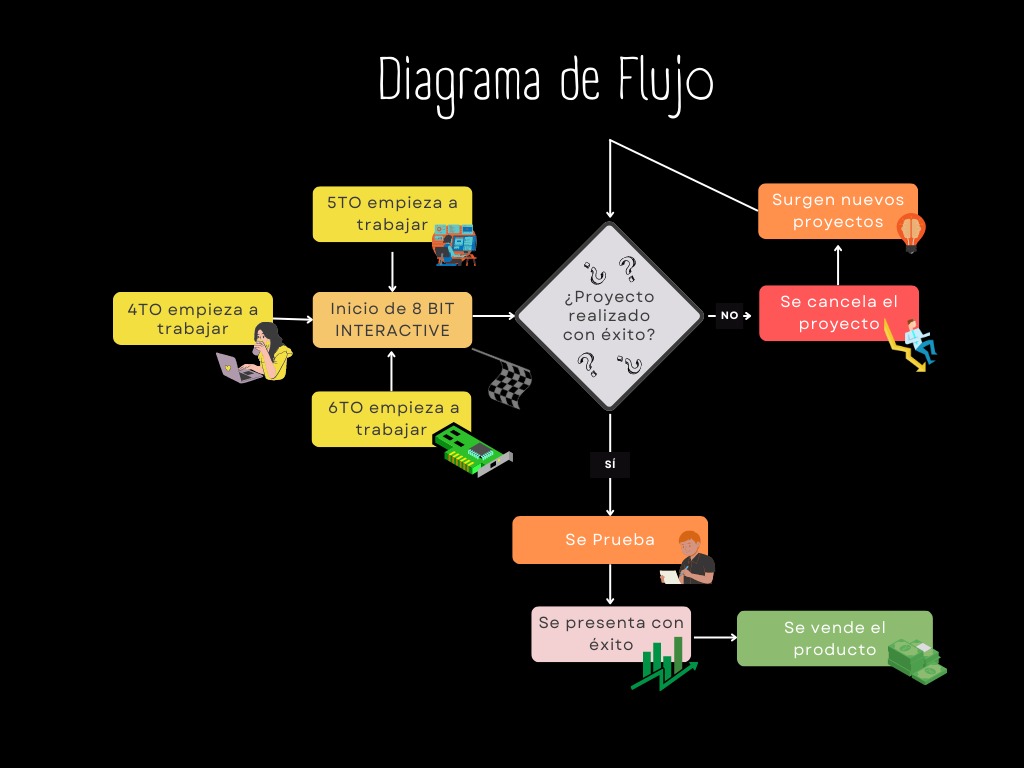 Diagrama de Flujo
5TO empieza a
trabajar
Surgen nuevos
proyectos
4TO empieza a
trabajar
Inicio de 8 BIT
INTERACTIVE
¿Proyecto
realizado
con éxito?
NO
Se cancela el
proyecto
6TO empieza a
trabajar
SÍ
Se Prueba
Se presenta con
éxito
Se vende el
producto